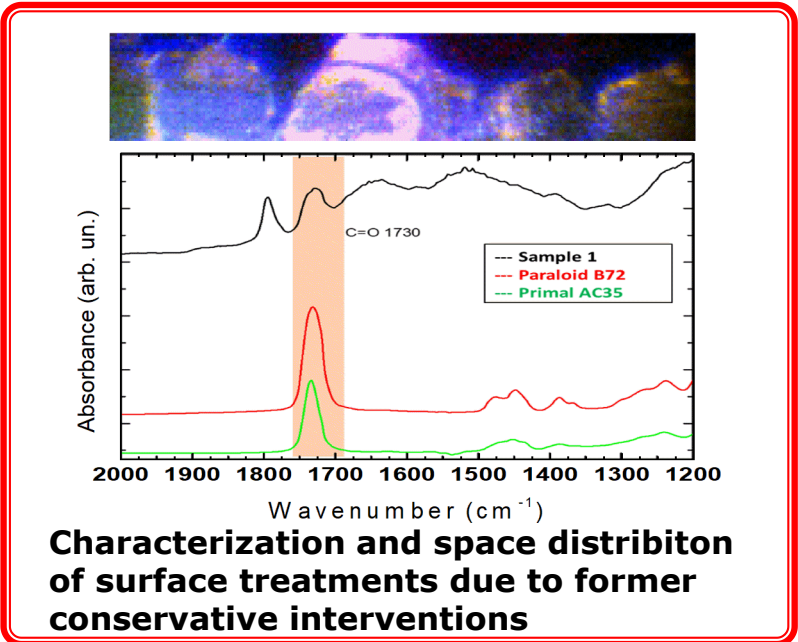 C=O 1730
--- Sample 1
--- Paraloid B72
--- Primal AC35
Absorbance (arb. un.)
2000 1900 1800 1700 1600 1500 1400 1300 1200
Wavenumber (cm⁻¹)
Characterization and space distribiton
of surface treatments due to former
conservative interventions